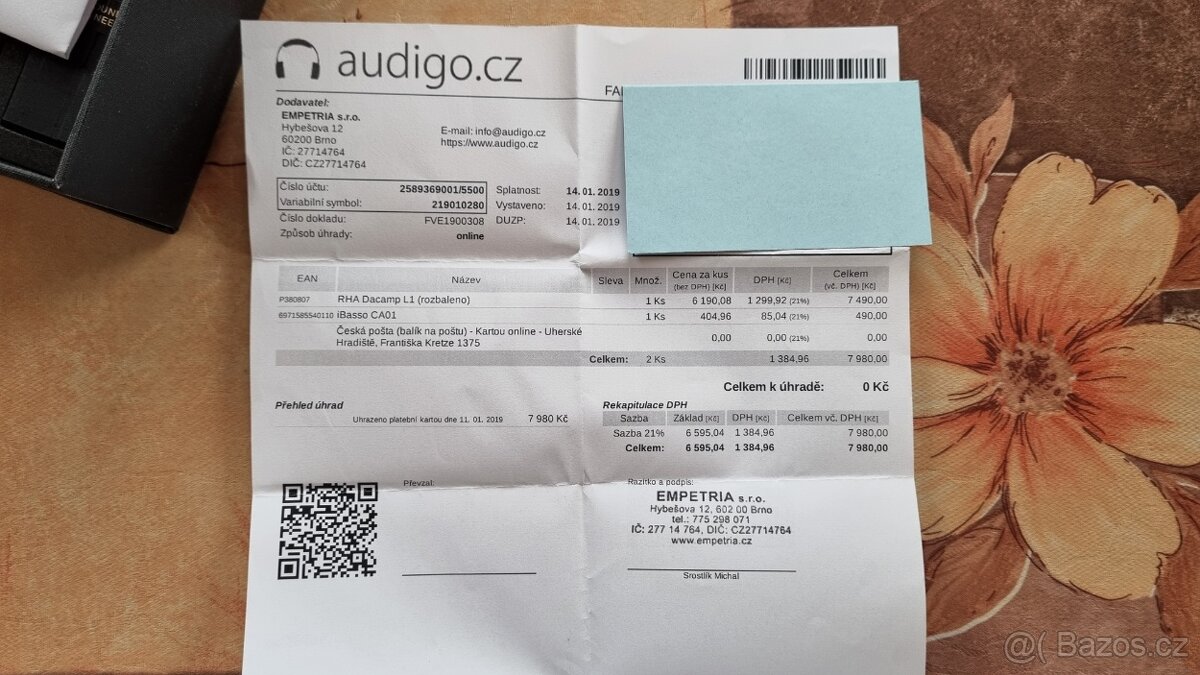 audigo.cz
FA
Dodavatel:
EMPETRIA s.r.o.
Hybešova 12
60200 Brno
IČ: 27714764
DIČ: CZ27714764
E-mail: info@audigo.cz
https://www.audigo.cz
Číslo účtu: 2589369001/5500
Variabilní symbol: 219010280
Číslo dokladu: FVE1900308
Způsob úhrady: online
Splatnost: 14. 01. 2019
Vystaveno: 14. 01. 2019
DUZP: 14. 01. 2019
EAN Název Sleva Množ. Cena za kus (bez DPH) [Kč] DPH [Kč] Celkem (vč. DPH) [Kč]
P380807 RHA Dacamp L1 (rozbaleno) 1 Ks 6 190,08 1 299,92 (21%) 7 490,00
6971585540110 iBasso CA01 1 Ks 404,96 85,04 (21%) 490,00
Česká pošta (balík na poštu) - Kartou online - Uherské
Hradiště, Františka Kretze 1375 0,00 0,00 (21%) 0,00
Celkem: 2 Ks 1 384,96 7 980,00
Celkem k úhradě: 0 Kč
Přehled úhrad
Uhrazeno platební kartou dne 11. 01. 2019 7 980 Kč
Rekapitulace DPH
Sazba Základ [Kč] DPH [Kč] Celkem vč. DPH [Kč]
Sazba 21% 6 595,04 1 384,96 7 980,00
Celkem: 6 595,04 1 384,96 7 980,00
Převzal:
Razítko a podpis:
EMPETRIA s.r.o.
Hybešova 12, 602 00 Brno
tel.: 775 298 071
IČ: 277 14 764, DIČ: CZ27714764
www.empetria.cz
Srostlík Michal
@( Bazos.cz